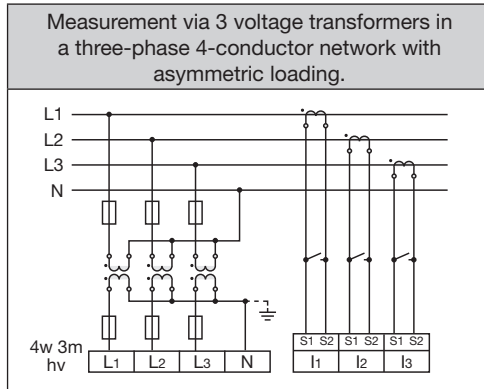 Measurement via 3 voltage transformers in
a three-phase 4-conductor network with
asymmetric loading.
L1
L2
L3
N
4w 3m
hv
L1 L2 L3 N
S1 S2 S1 S2 S1 S2
I1 I2 I3